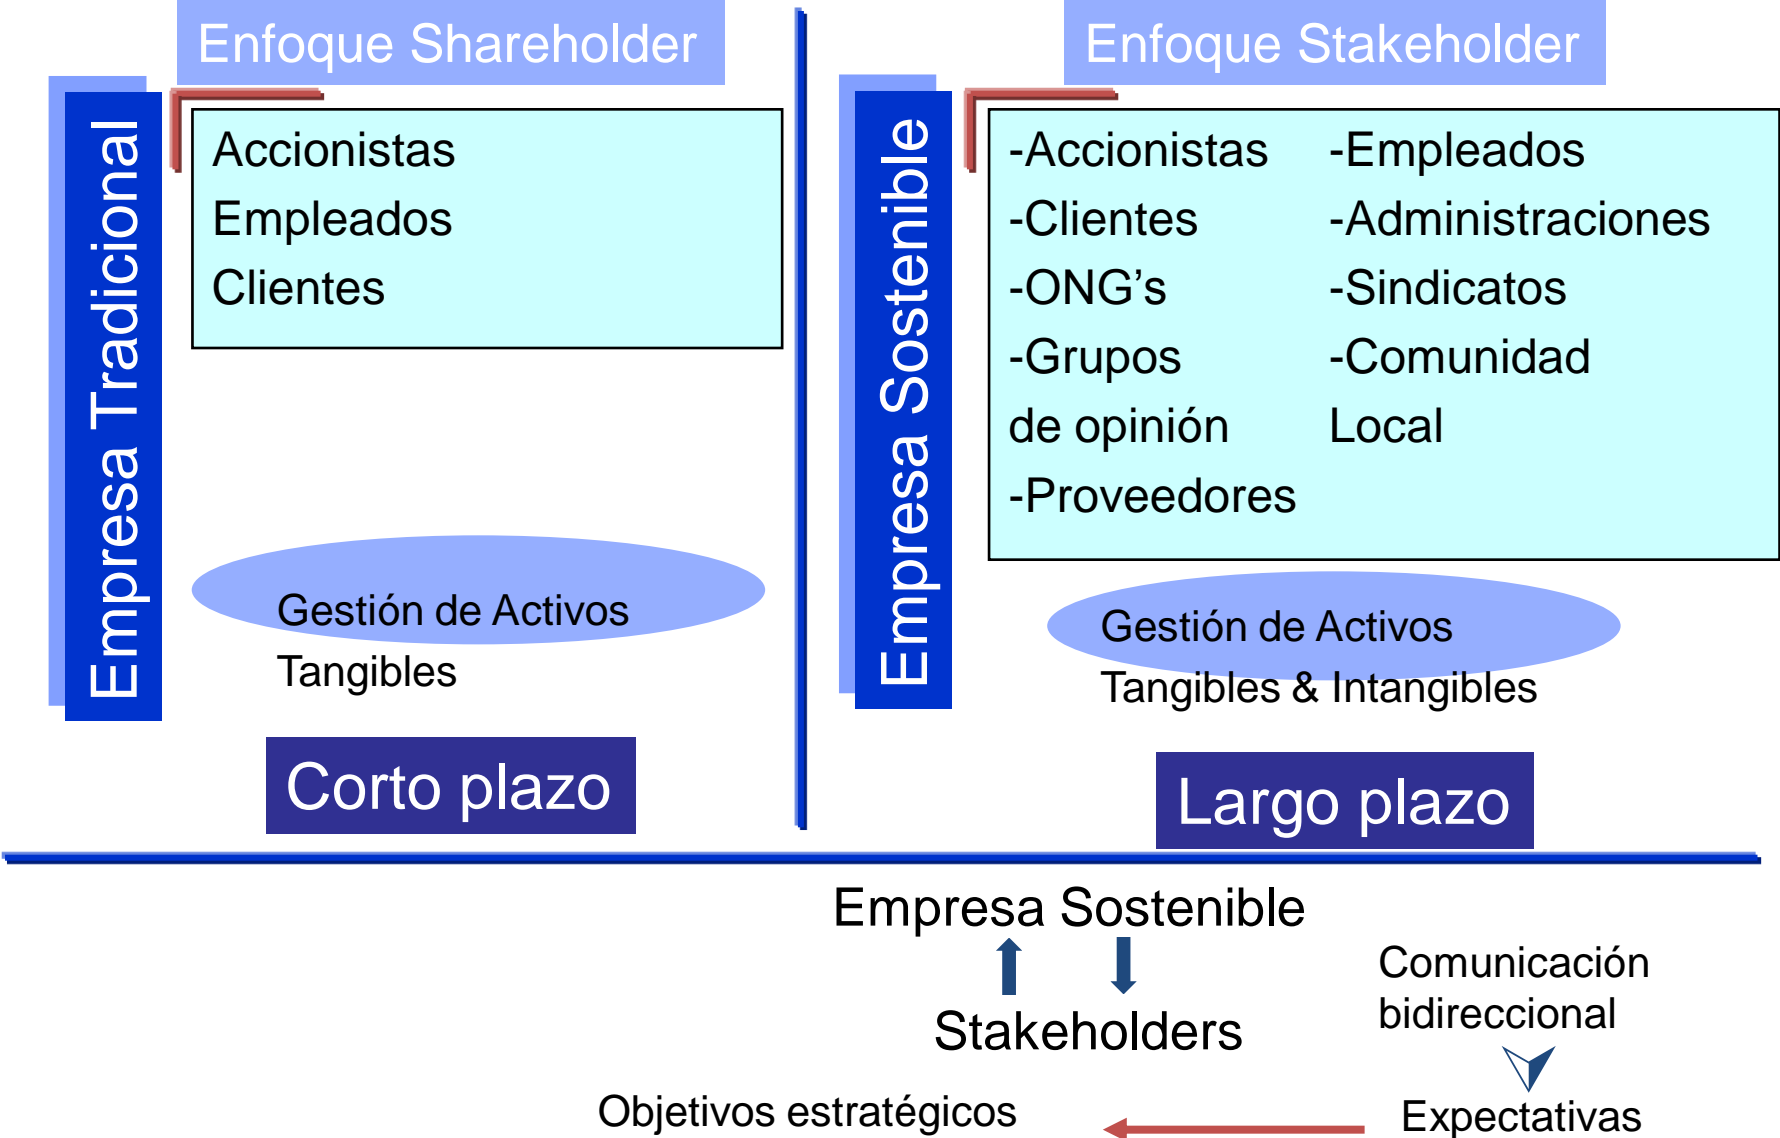 Enfoque Shareholder
Empresa Tradicional
Accionistas
Empleados
Clientes
Gestión de Activos
Tangibles
Corto plazo
Enfoque Stakeholder
Empresa Sostenible
-Accionistas
-Clientes
-ONG’s
-Grupos
de opinión
-Proveedores
-Empleados
-Administraciones
-Sindicatos
-Comunidad
Local
Gestión de Activos
Tangibles & Intangibles
Largo plazo
Empresa Sostenible
Stakeholders
Comunicación
bidireccional
Expectativas
Objetivos estratégicos